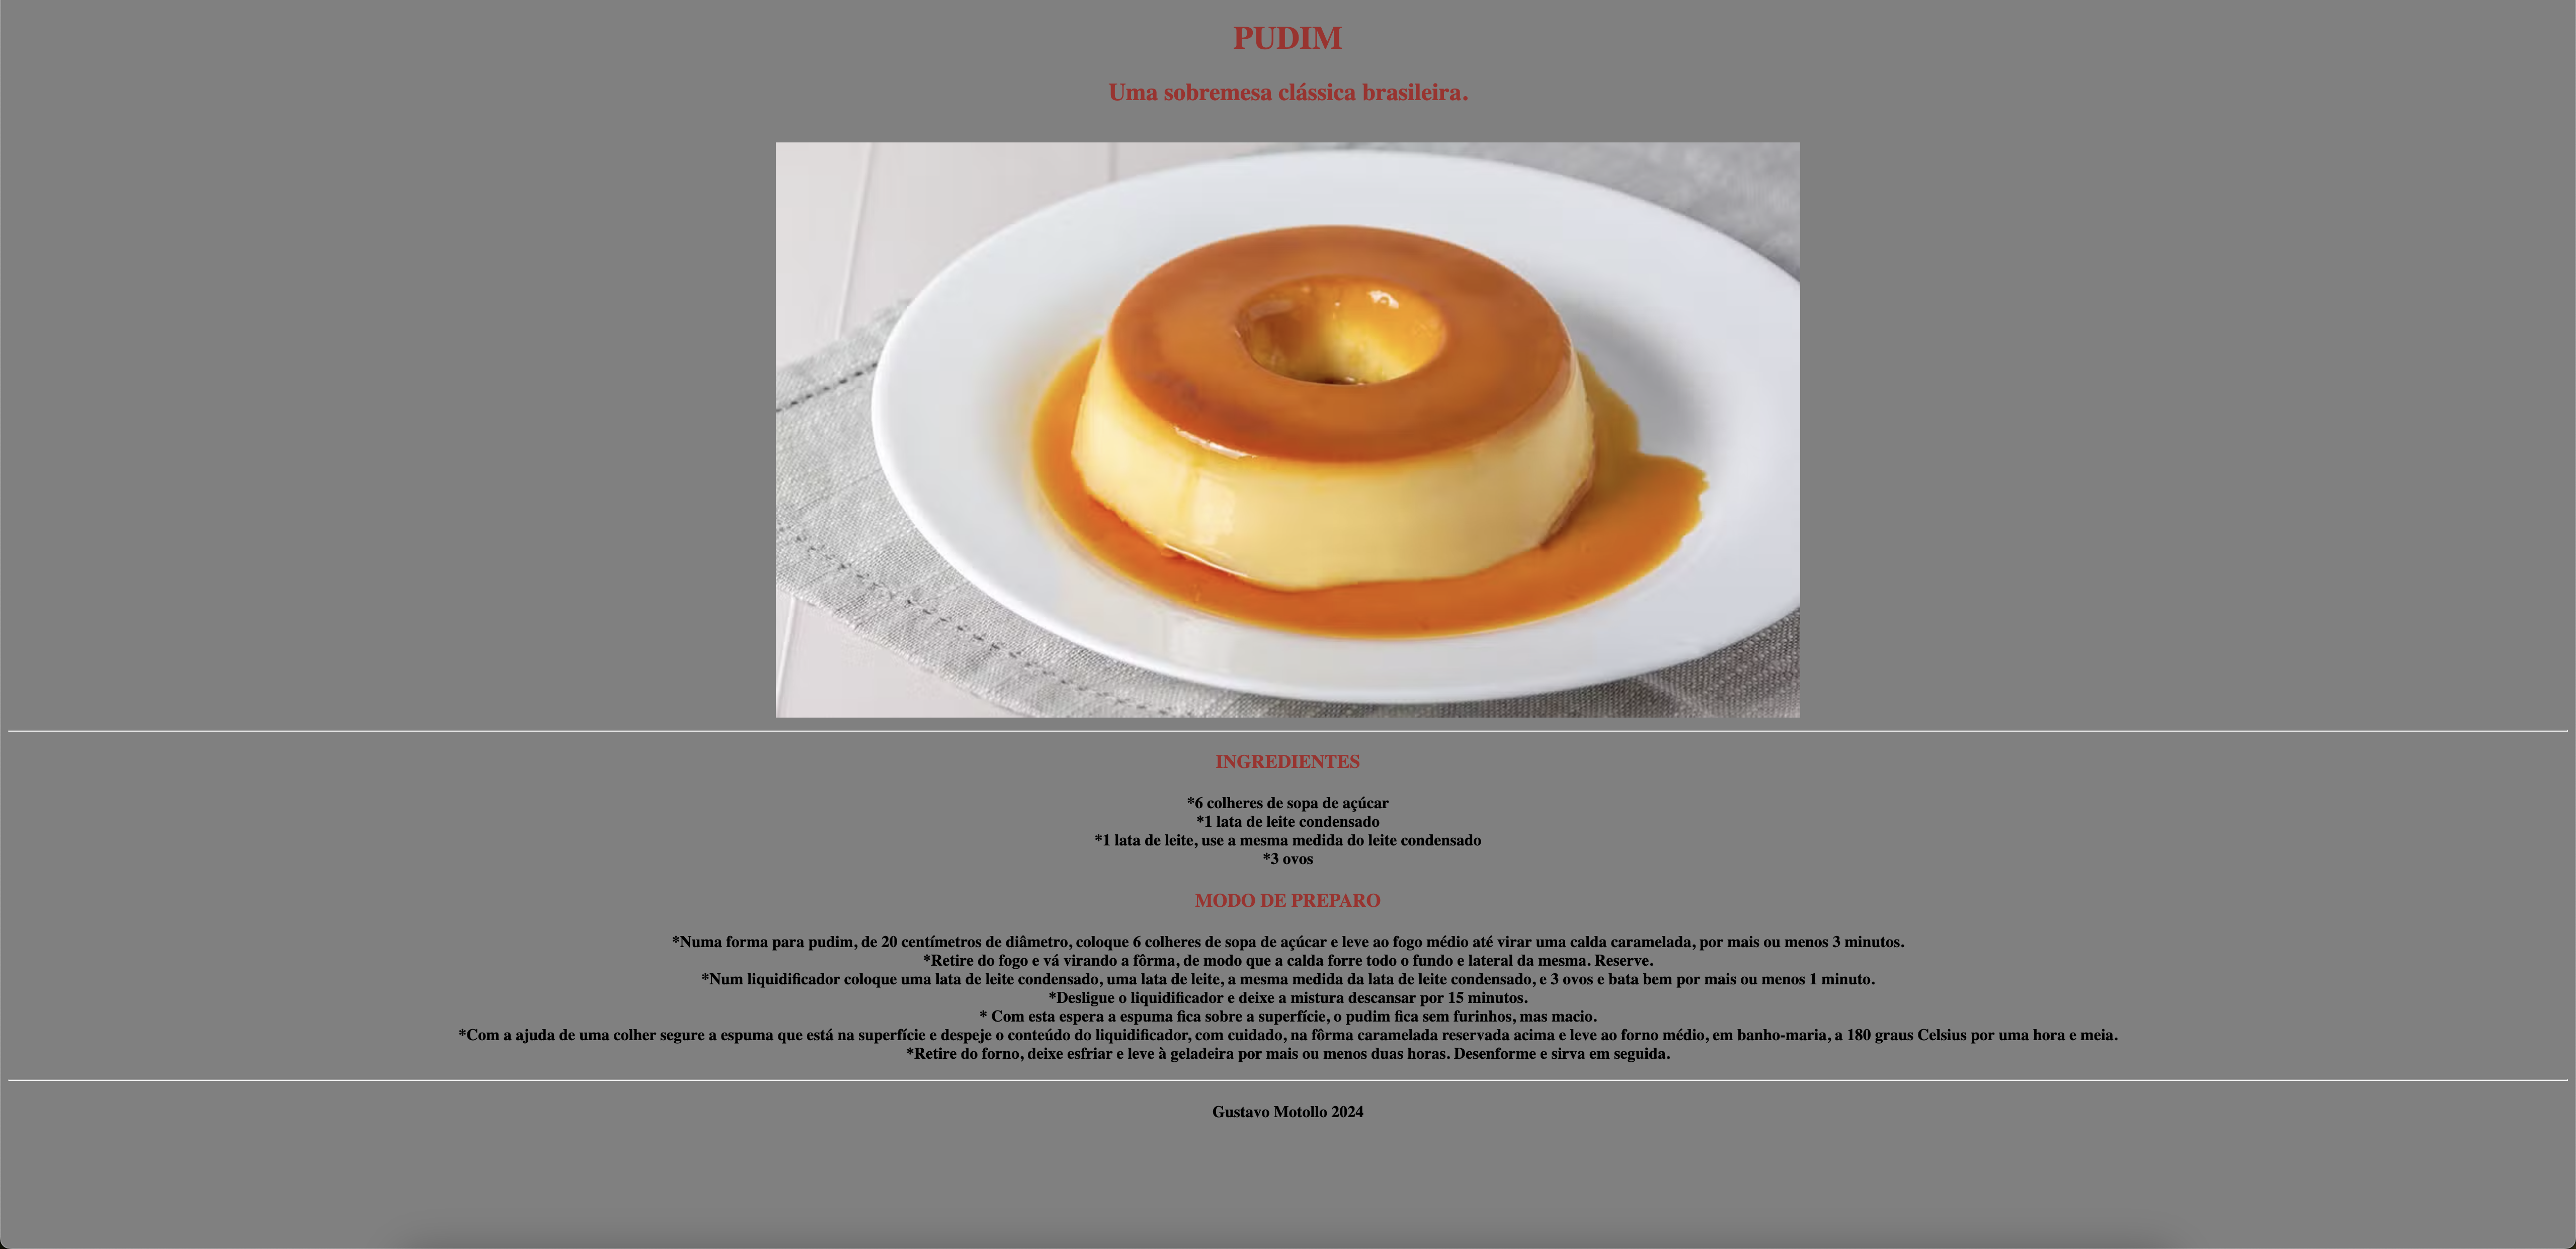 PUDIM
Uma sobremesa clássica brasileira.
INGREDIENTES
*6 colheres de sopa de açúcar
*1 lata de leite condensado
*1 lata de leite, use a mesma medida do leite condensado
*3 ovos
MODO DE PREPARO
*Numa forma para pudim, de 20 centímetros de diâmetro, coloque 6 colheres de sopa de açúcar e leve ao fogo médio até virar uma calda caramelada, por mais ou menos 3 minutos.
*Retire do fogo e vá virando a fôrma, de modo que a calda forre todo o fundo e lateral da mesma. Reserve.
*Num liquidificador coloque uma lata de leite condensado, uma lata de leite, a mesma medida da lata de leite condensado, e 3 ovos e bata bem por mais ou menos 1 minuto.
*Desligue o liquidificador e deixe a mistura descansar por 15 minutos.
* Com esta espera a espuma fica sobre a superfície, o pudim fica sem furinhos, mas macio.
*Com a ajuda de uma colher segure a espuma que está na superfície e despeje o conteúdo do liquidificador, com cuidado, na fôrma caramelada reservada acima e leve ao forno médio, em banho-maria, a 180 graus Celsius por uma hora e meia.
*Retire do forno, deixe esfriar e leve à geladeira por mais ou menos duas horas. Desenforme e sirva em seguida.
Gustavo Motollo 2024